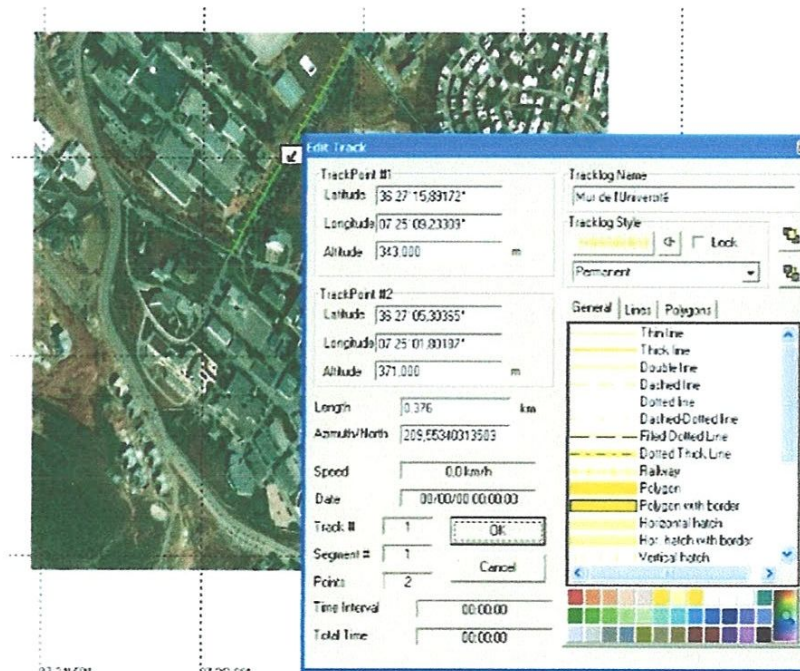 Edit Track
TrackPoint #1
Latitude 36 27' 15,89172"
Longitude 07 25' 09,23309"
Altitude 343,000 m
TrackPoint #2
Latitude 36 27' 05,30365"
Longitude 07 25' 01,80197"
Altitude 371,000 m
Length 0,376 km
Azimuth/North 209,55340313503
Speed 0,0 km/h
Date 00/00/00 00:00:00
Track # 1
Segment # 1
Points 2
Time Interval 00:00:00
Total Time 00:00:00
OK
Cancel
Tracklog Name
Mur de l'Université
Tracklog Style
Lock
Permanent
General Lines Polygons
Thin line
Thick line
Double line
Dashed line
Dotted line
Dashed-Dotted line
Filled Dotted Line
Dotted Thick Line
Railway
Polygon
Polygon with border
Horizontal hatch
Hor. hatch with border
Vertical hatch